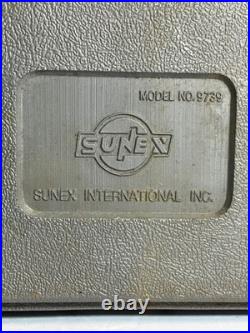 MODEL NO. 9739
SUNEX
SUNEX INTERNATIONAL INC.